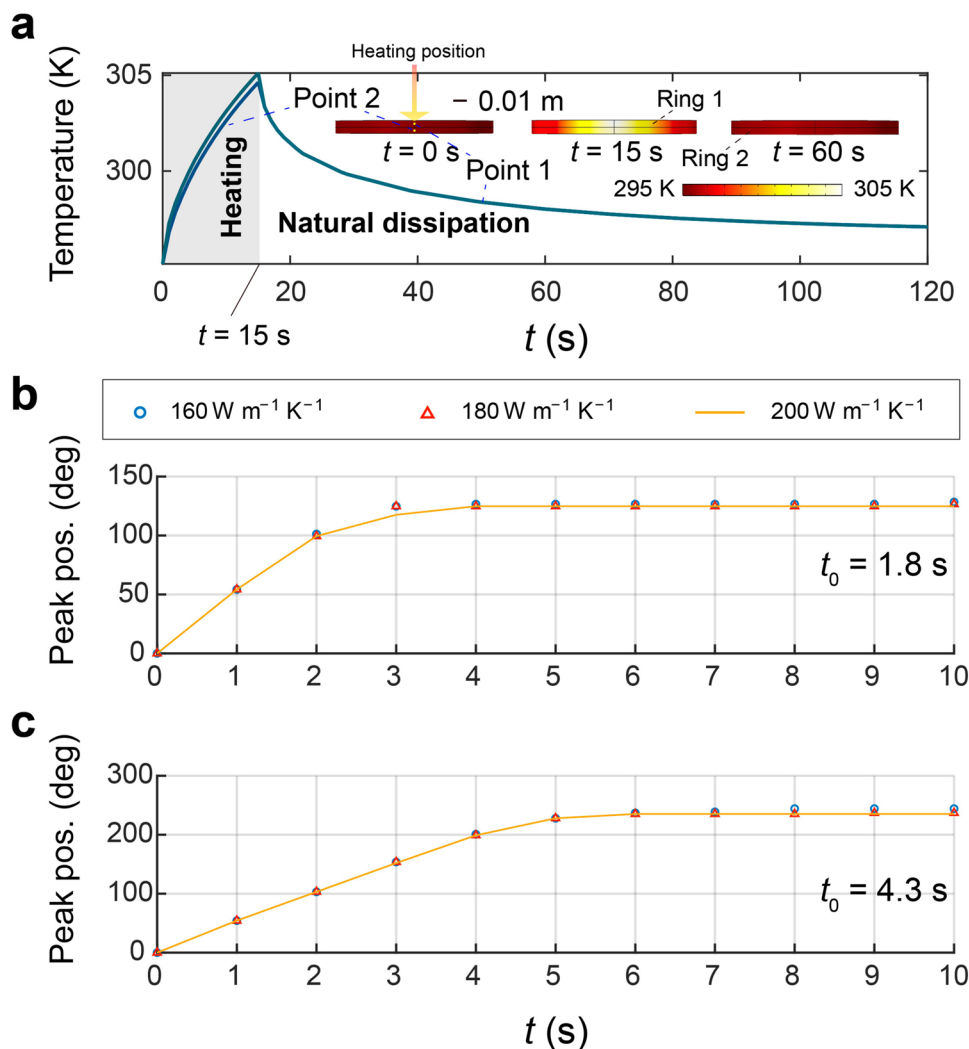 a
Temperature (K)
305
300
Heating position
Point 2
– 0.01 m
Ring 1
t = 0 s
t = 15 s
Ring 2
t = 60 s
Point 1
295 K
305 K
Heating
Natural dissipation
0
20
40
60
80
100
120
t = 15 s
t (s)
b
160 W m⁻¹ K⁻¹
180 W m⁻¹ K⁻¹
200 W m⁻¹ K⁻¹
Peak pos. (deg)
150
100
50
0
t₀ = 1.8 s
0 1 2 3 4 5 6 7 8 9 10
c
Peak pos. (deg)
300
200
100
0
t₀ = 4.3 s
0 1 2 3 4 5 6 7 8 9 10
t (s)